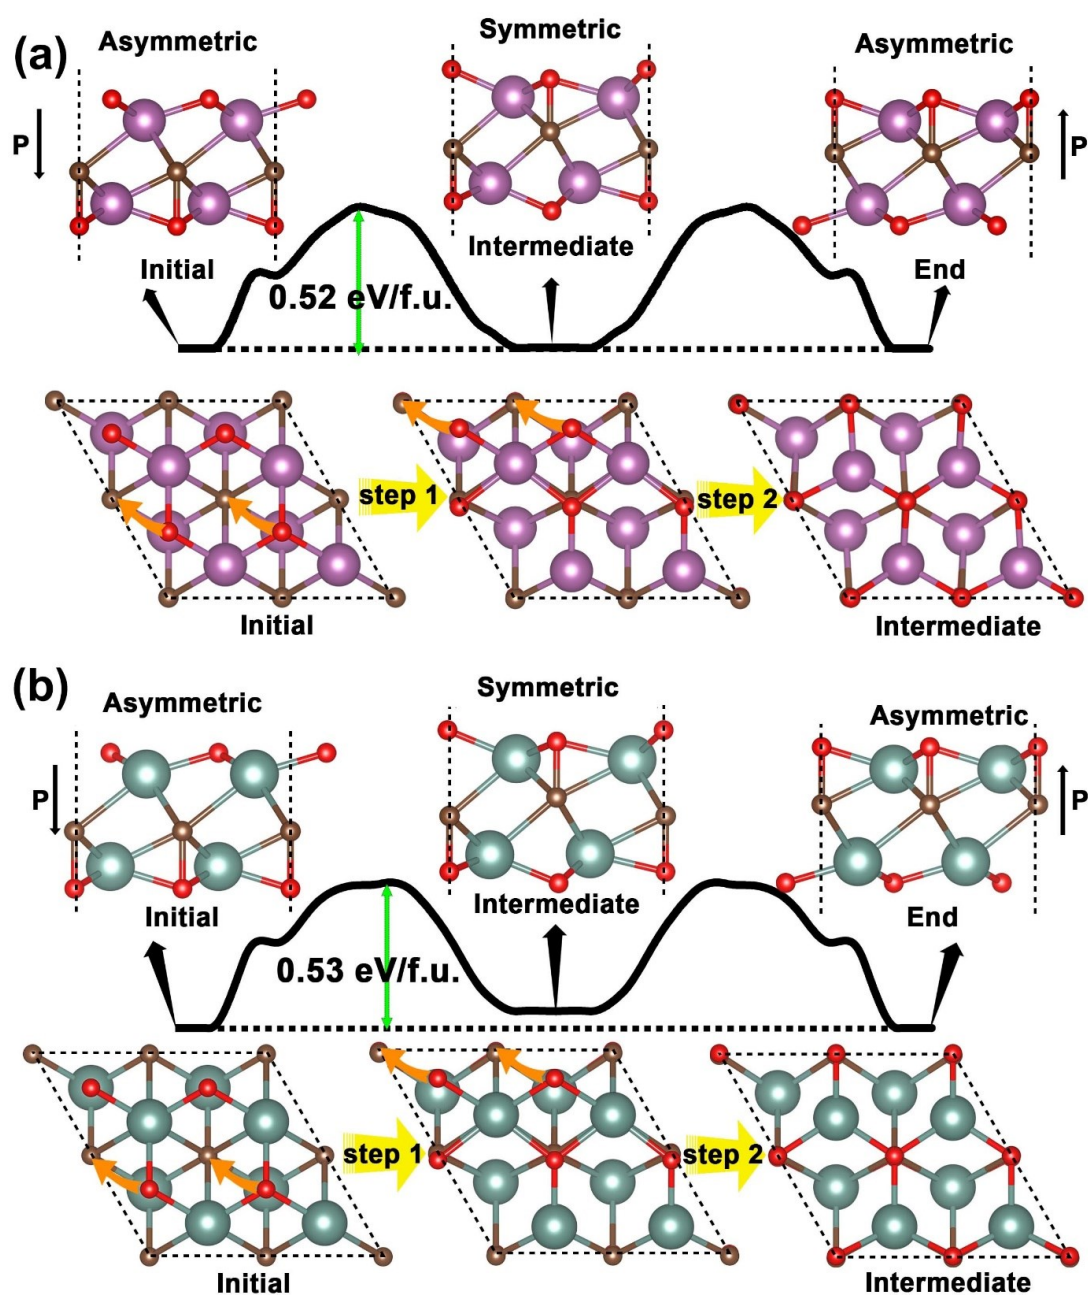 (a)
Asymmetric
Symmetric
Asymmetric
P
P
Initial
Intermediate
End
0.52 eV/f.u.
step 1
step 2
Initial
Intermediate
(b)
Asymmetric
Symmetric
Asymmetric
P
P
Initial
Intermediate
End
0.53 eV/f.u.
step 1
step 2
Initial
Intermediate